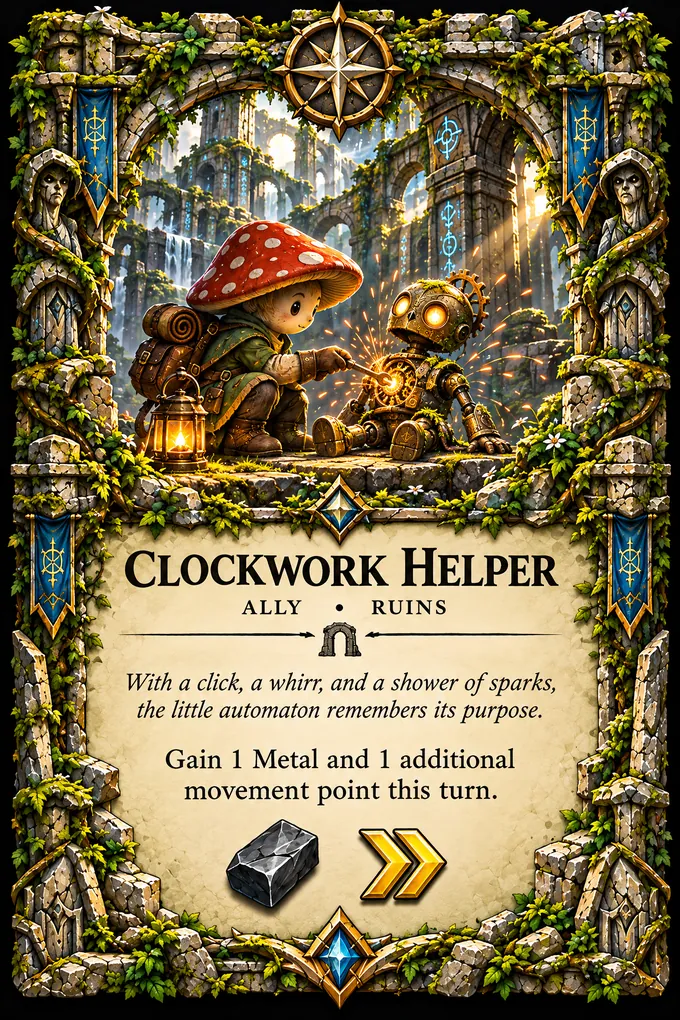 CLOCKWORK HELPER
ALLY • RUINS
With a click, a whirr, and a shower of sparks,
the little automaton remembers its purpose.
Gain 1 Metal and 1 additional
movement point this turn.